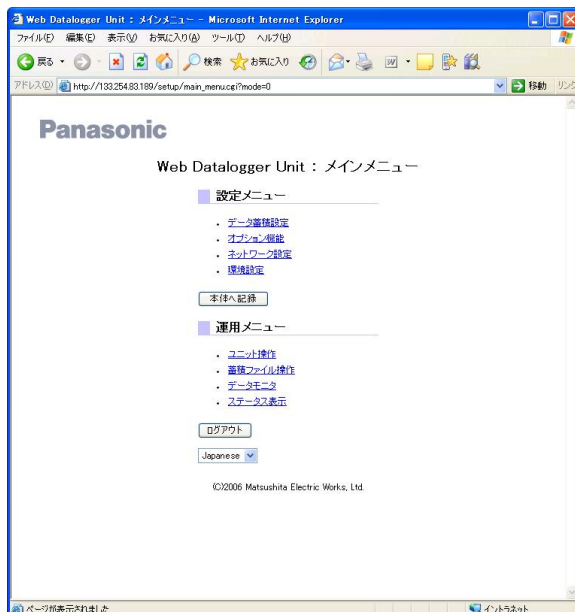 Web Datalogger Unit : メインメニュー - Microsoft Internet Explorer
ファイル(F) 編集(E) 表示(V) お気に入り(A) ツール(T) ヘルプ(H)
戻る 検索 お気に入り
アドレス(D) http://133.254.83.189/setup/main_menu.cgi?mode=0 移動 リンク
Panasonic
Web Datalogger Unit : メインメニュー
設定メニュー
・ データ蓄積設定
・ オプション機能
・ ネットワーク設定
・ 環境設定
本体へ記録
運用メニュー
・ ユニット操作
・ 蓄積ファイル操作
・ データモニタ
・ ステータス表示
ログアウト
Japanese
(C)2006 Matsushita Electric Works, Ltd.
ページが表示されました イントラネット